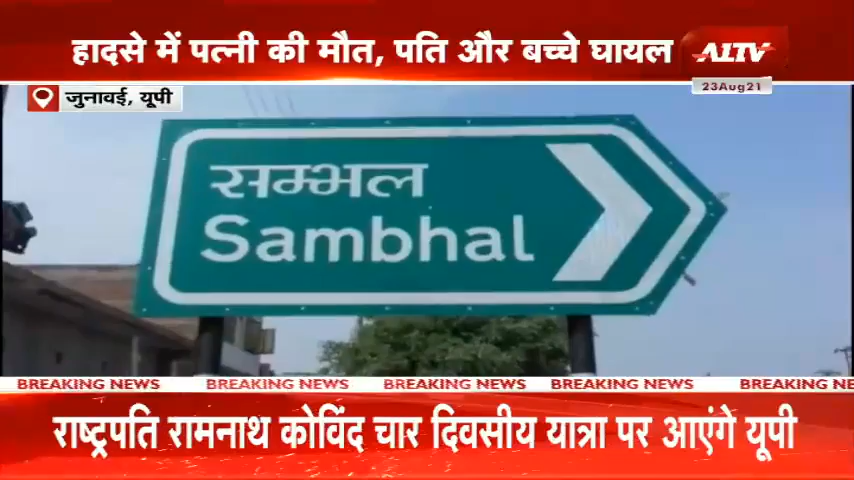 हादसे में पत्नी की मौत, पति और बच्चे घायल
ALTV
23Aug21
जुनावई, यूपी
सम्भल
Sambhal
BREAKING NEWS BREAKING NEWS BREAKING NEWS BREAKING NEWS BREAKING NE
राष्ट्रपति रामनाथ कोविंद चार दिवसीय यात्रा पर आएंगे यूपी